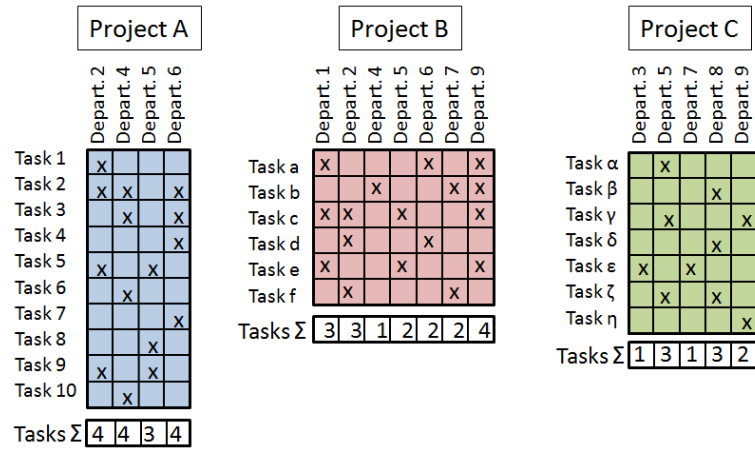 Project A
Depart. 2 Depart. 4 Depart. 5 Depart. 6
Task 1 x
Task 2 x x x
Task 3 x x
Task 4 x
Task 5 x x
Task 6 x
Task 7 x
Task 8 x
Task 9 x x
Task 10 x
Tasks Σ 4 4 3 4
Project B
Depart. 1 Depart. 2 Depart. 4 Depart. 5 Depart. 6 Depart. 7 Depart. 9
Task a x x x
Task b x x x
Task c x x x x
Task d x x
Task e x x x
Task f x x
Tasks Σ 3 3 1 2 2 2 4
Project C
Depart. 3 Depart. 5 Depart. 7 Depart. 8 Depart. 9
Task α x
Task β x
Task γ x x
Task δ x
Task ε x x
Task ζ x x
Task η x
Tasks Σ 1 3 1 3 2